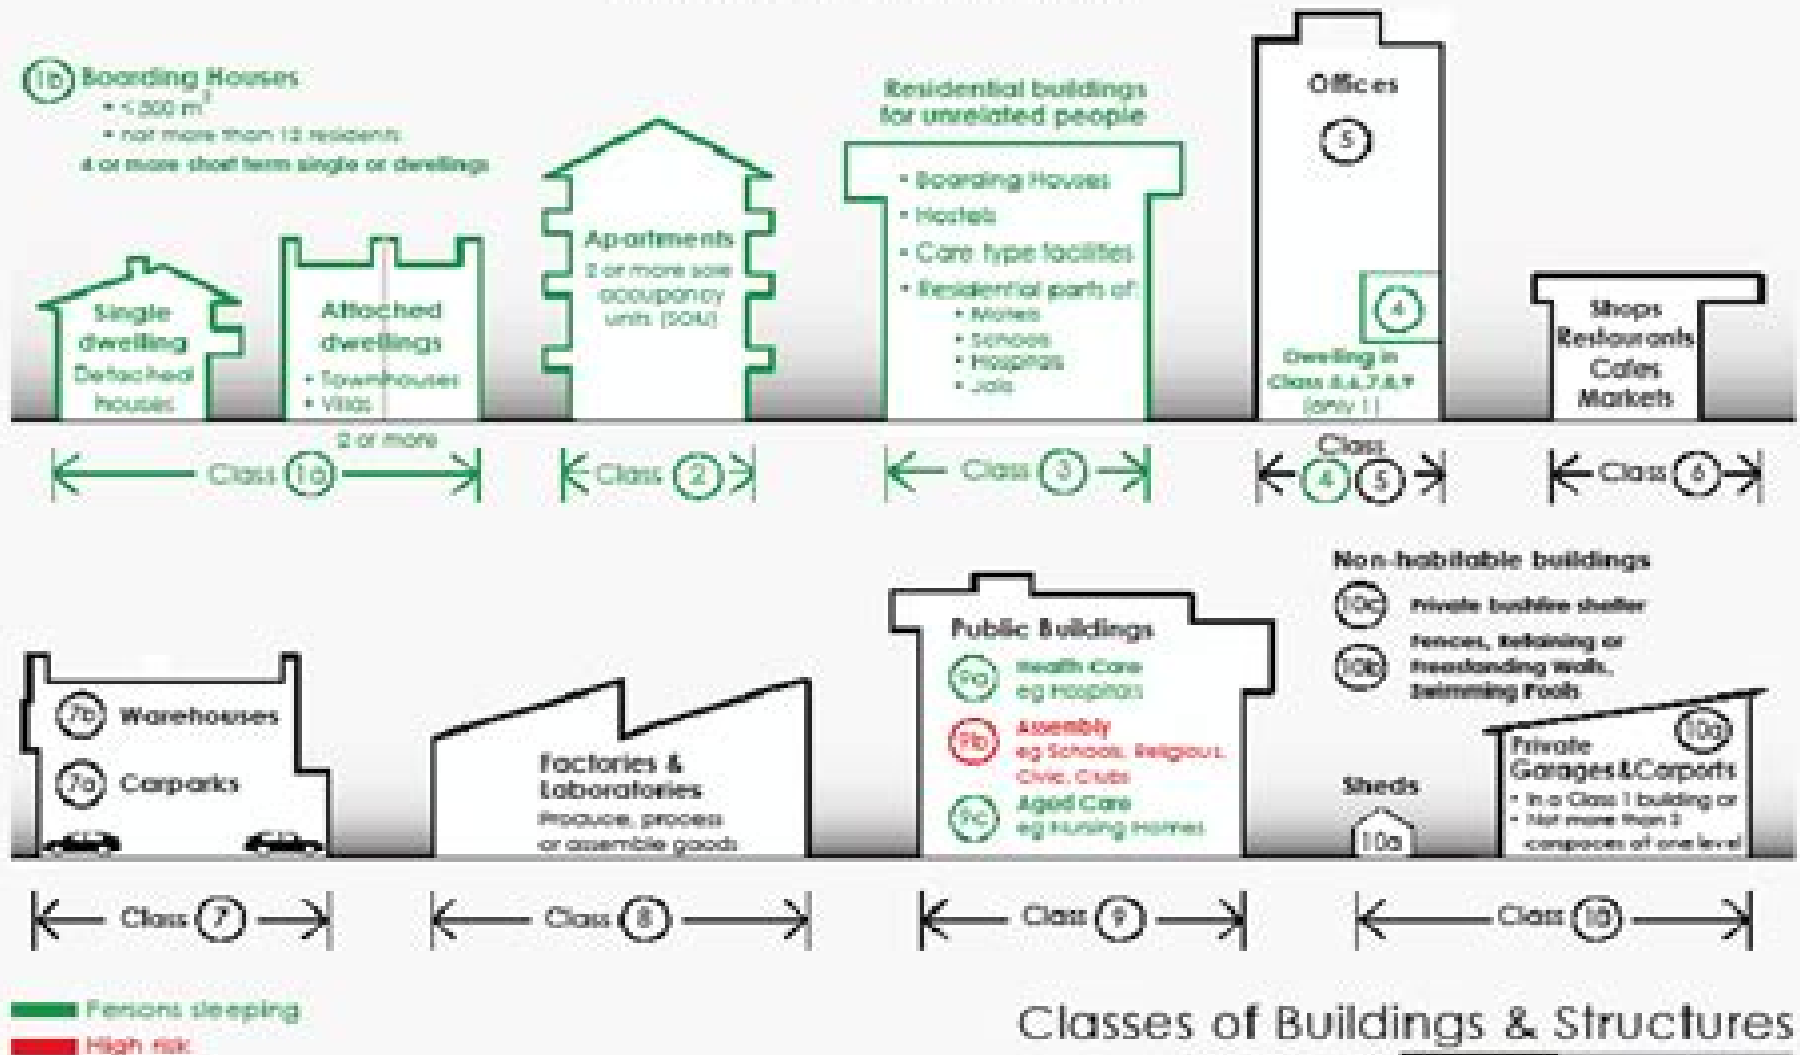 1b Boarding Houses
• < 300 m²
• not more than 12 residents
4 or more short term single or dwellings
Single
dwelling
Detached
houses
Attached
dwellings
• Townhouses
• Villas
2 or more
Class 1a
Apartments
2 or more sole
occupancy
units (SOU)
Class 2
Residential buildings
for unrelated people
• Boarding Houses
• Hostels
• Care type facilities
• Residential parts of:
• Motels
• Schools
• Hospitals
• Jails
Class 3
Offices
5
4
Dwelling in
Class 5,6,7,8,9
(only 1)
Class
4 5
Shops
Restaurants
Cafes
Markets
Class 6
7b Warehouses
7a Carparks
Class 7
Factories &
Laboratories
Produce, process
or assemble goods
Class 8
Public Buildings
9a Health Care
eg Hospitals
9b Assembly
eg Schools, Religious,
Civic, Clubs
9c Aged Care
eg Nursing Homes
Class 9
Non-habitable buildings
10c Private bushfire shelter
10b Fences, Retaining or
Freestanding Walls,
Swimming Pools
Sheds
10a
10a
Private
Garages & Carports
• In a Class 1 building or
• Not more than 3
carspaces of one level
Class 10
Persons sleeping
High risk
Classes of Buildings & Structures